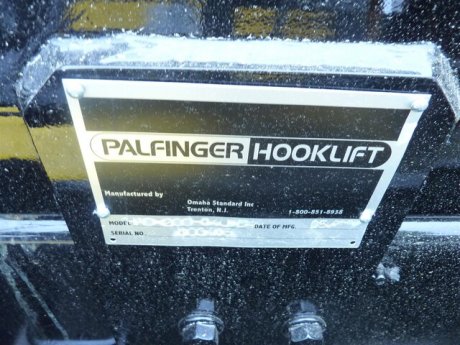 PALFINGER HOOKLIFT
Manufactured by
Omaha Standard Inc
Trenton, N.J. 1-800-851-8938
MODEL DATE OF MFG.
SERIAL NO.